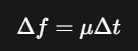 Δf = μΔt